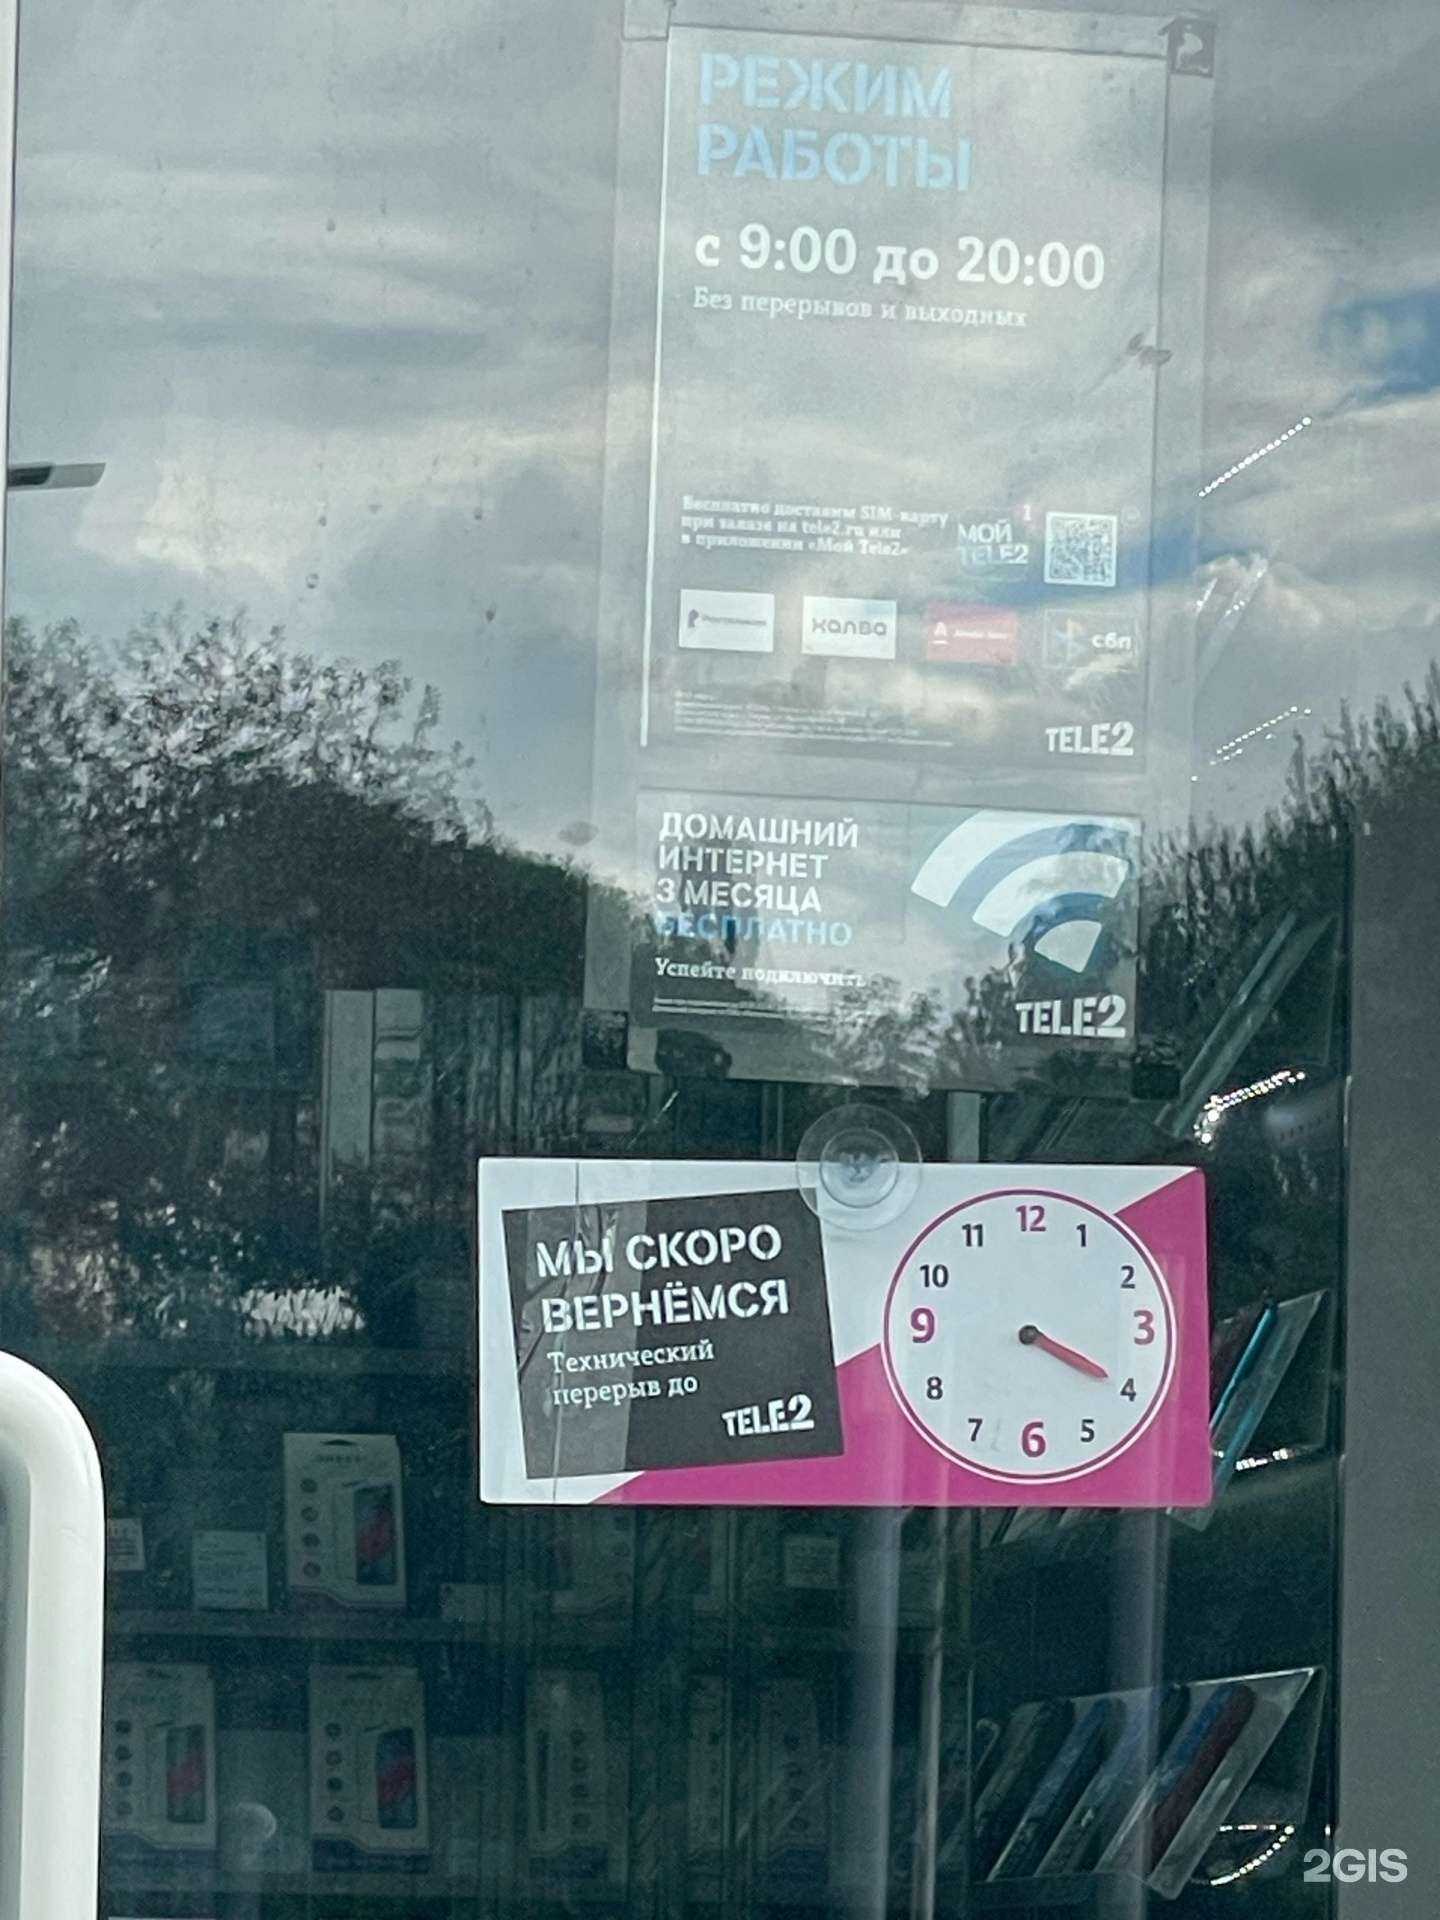 РЕЖИМ
РАБОТЫ
с 9:00 до 20:00
Без перерывов и выходных
Бесплатно доставим SIM-карту
при заказе на tele2.ru или
в приложении «Мой Tele2»
МОЙ
TELE2
1
Ростелеком
халва
сбп
TELE2
ДОМАШНИЙ
ИНТЕРНЕТ
3 МЕСЯЦА
БЕСПЛАТНО
Успейте подключить
TELE2
МЫ СКОРО
ВЕРНЁМСЯ
Технический
перерыв до
TELE2
12
1
2
3
4
5
6
7
8
9
10
11
2GIS